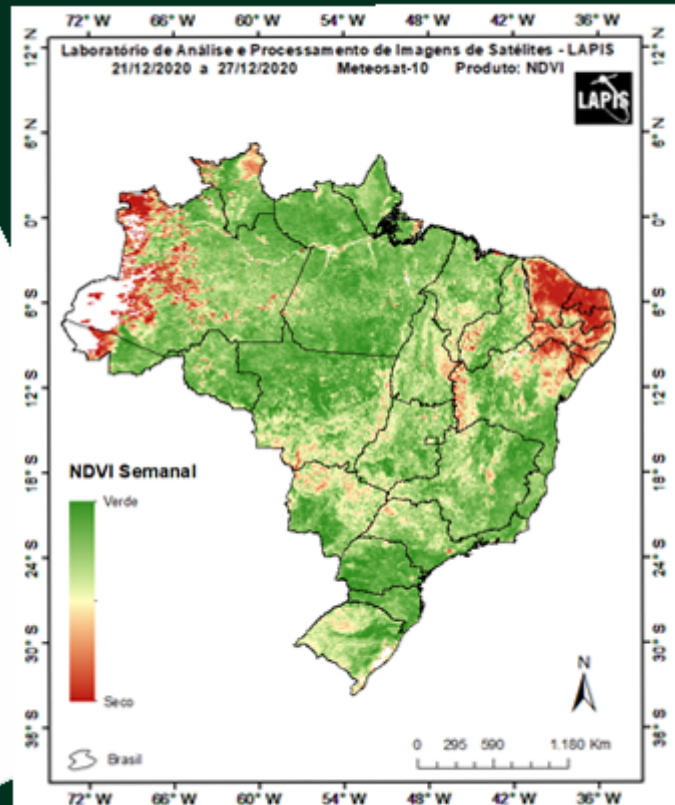 72° W 66° W 60° W 54° W 48° W 42° W 36° W
Laboratório de Análise e Processamento de Imagens de Satélites - LAPIS
21/12/2020 a 27/12/2020 Meteosat-10 Produto: NDVI
LAPIS
12° N
6° N
0°
6° S
12° S
18° S
24° S
30° S
36° S
12° N
6° N
0°
6° S
12° S
18° S
24° S
30° S
36° S
NDVI Semanal
Verde
Seco
Brasil
N
0 295 590 1.180 Km
72° W 66° W 60° W 54° W 48° W 42° W 36° W